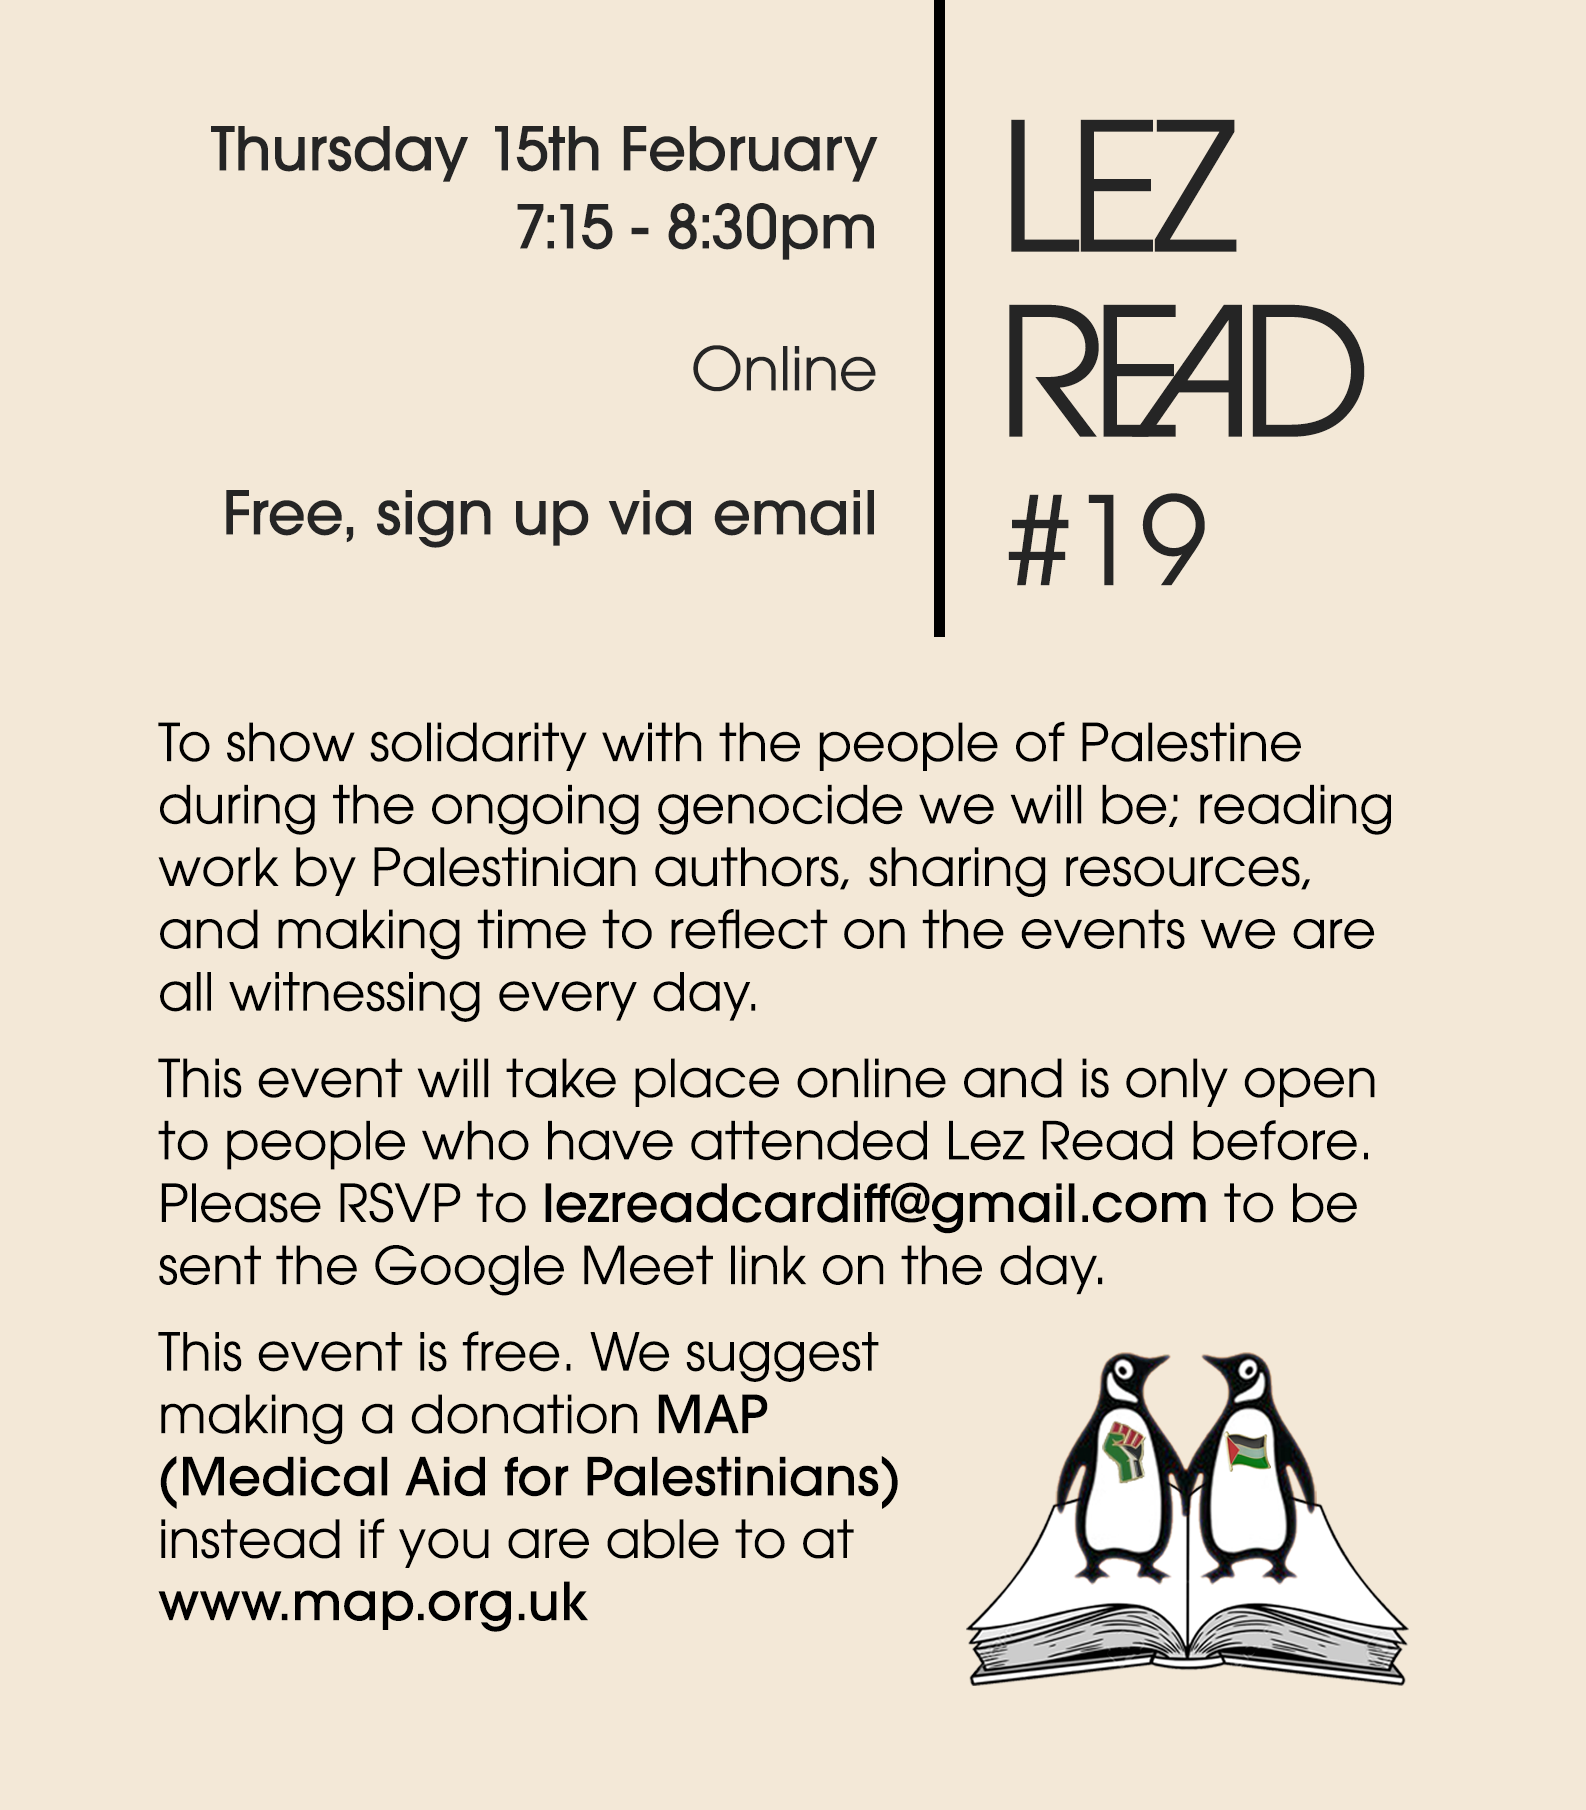 Thursday 15th February
7:15 - 8:30pm
Online
Free, sign up via email
LEZ
READ
#19
To show solidarity with the people of Palestine
during the ongoing genocide we will be; reading
work by Palestinian authors, sharing resources,
and making time to reflect on the events we are
all witnessing every day.
This event will take place online and is only open
to people who have attended Lez Read before.
Please RSVP to lezreadcardiff@gmail.com to be
sent the Google Meet link on the day.
This event is free. We suggest
making a donation MAP
(Medical Aid for Palestinians)
instead if you are able to at
www.map.org.uk